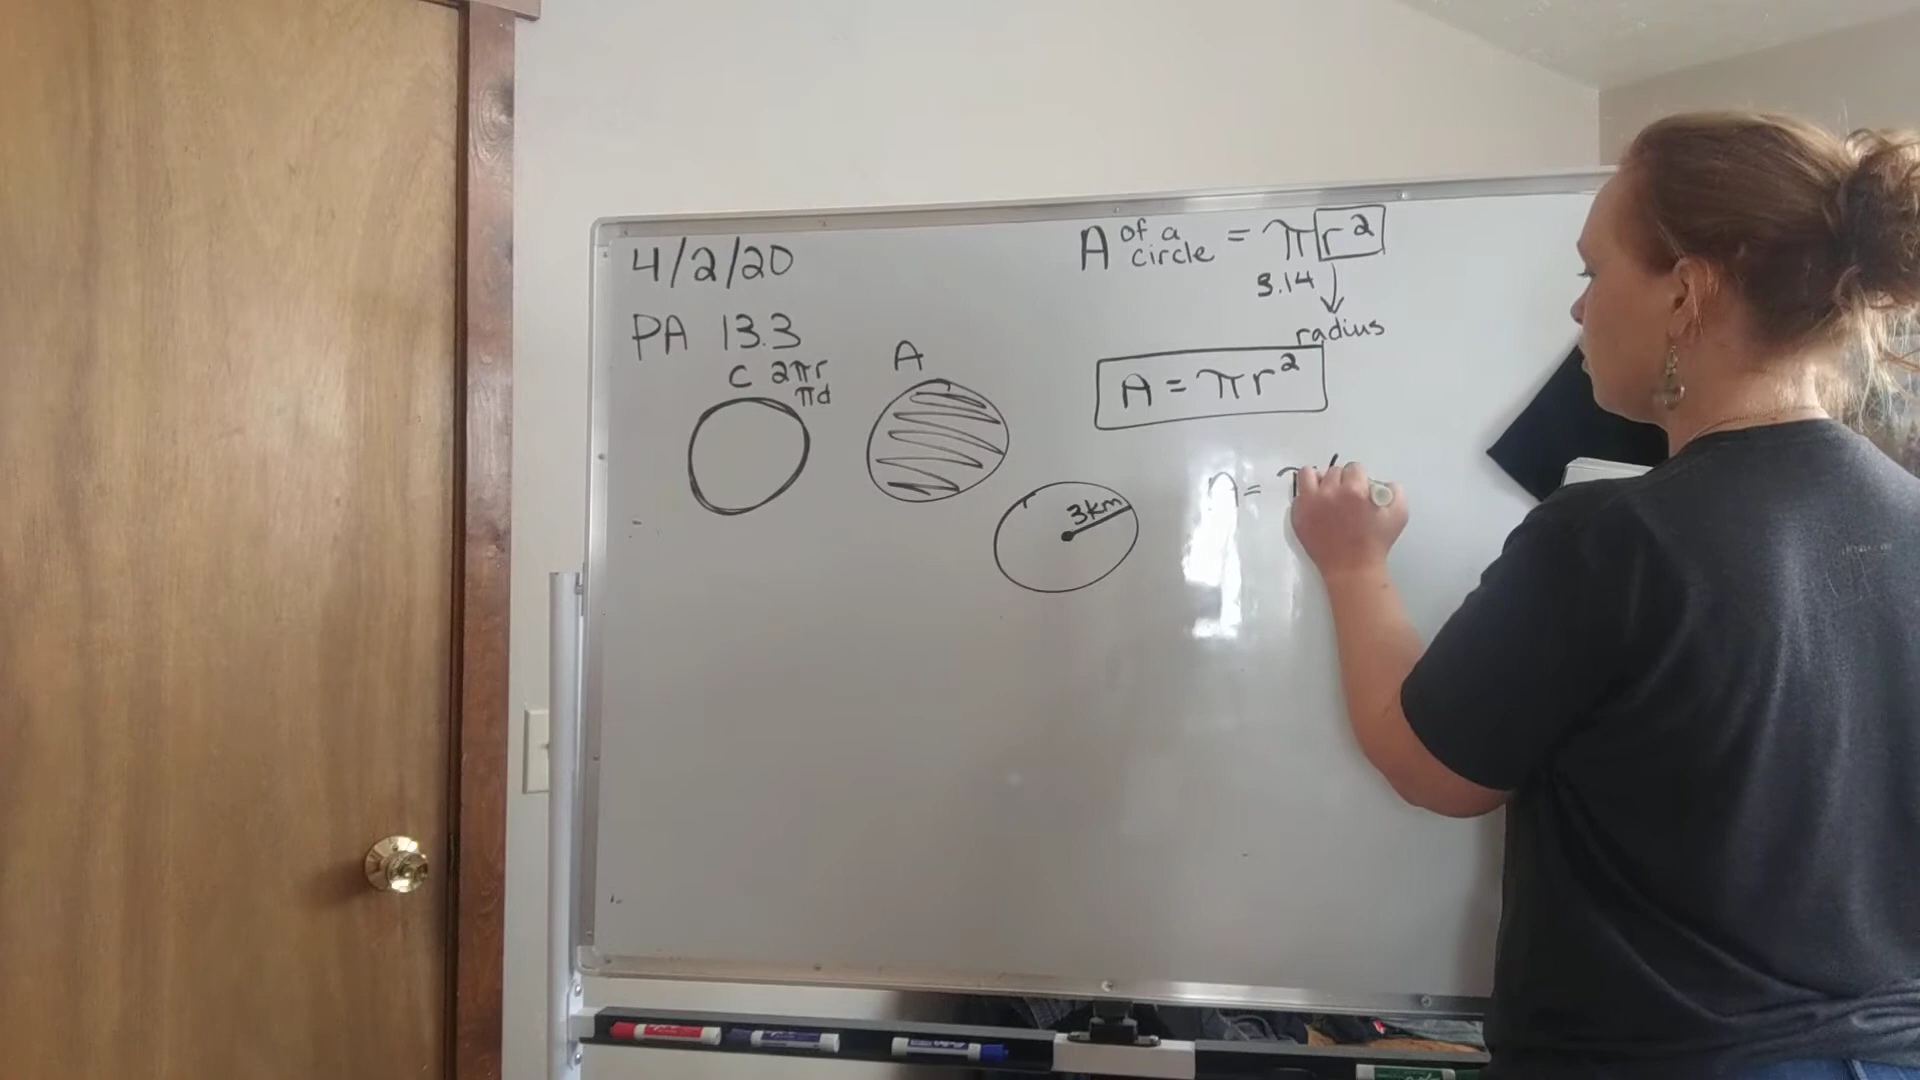 4/2/20
PA 13.3
C 2πr
πd
A
3km
A of a circle = πr²
3.14
radius
A = πr²
= π